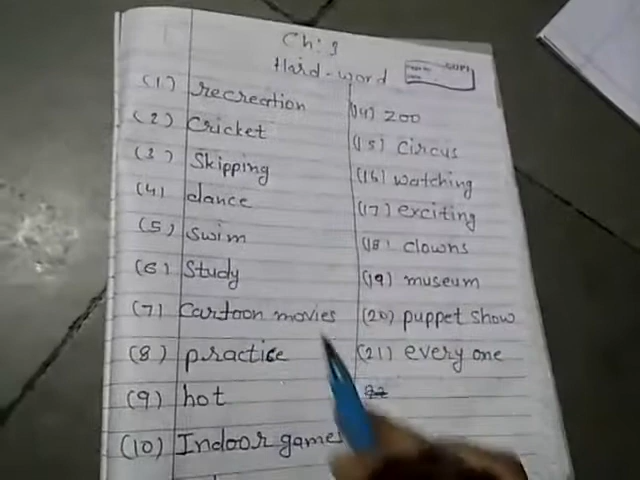 Ch: 3
Hard-word
COPY
(1) recreation
(2) Cricket
(3) Skipping
(4) dance
(5) Swim
(6) Study
(7) Cartoon movies
(8) practice
(9) hot
(10) Indoor games
(14) Zoo
(15) Circus
(16) watching
(17) exciting
(18) clowns
(19) museum
(20) puppet show
(21) every one